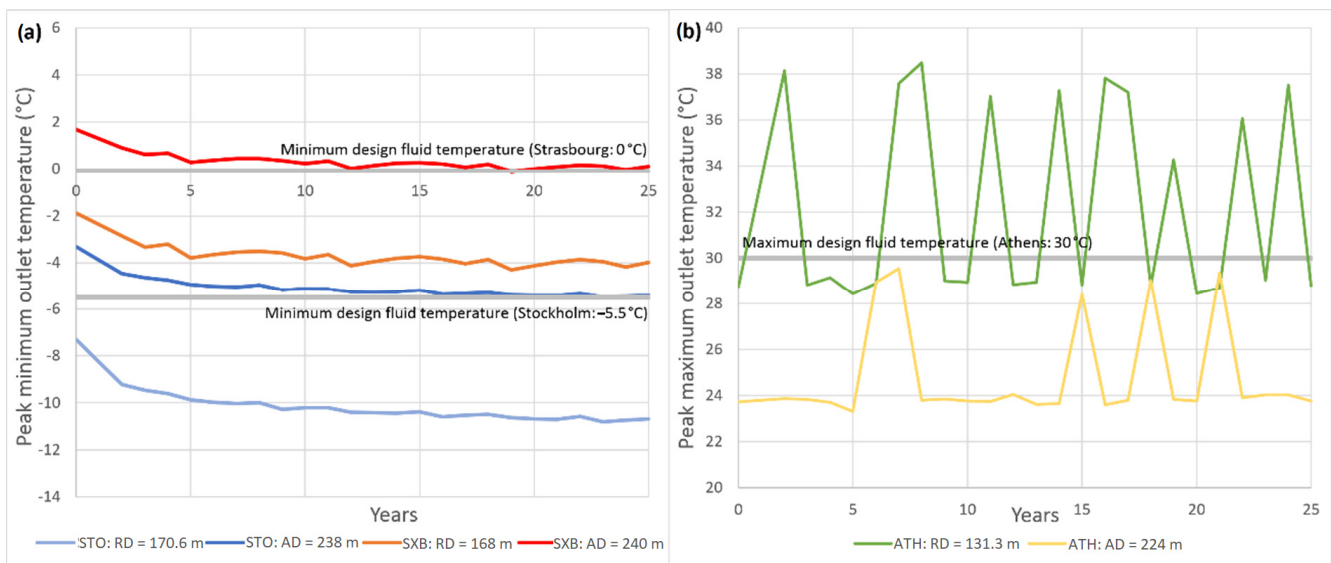 (a)
Peak minimum outlet temperature (°C)
6
4
2
0
-2
-4
-6
-8
-10
-12
-14
Minimum design fluid temperature (Strasbourg: 0 °C)
0 5 10 15 20 25
Minimum design fluid temperature (Stockholm: –5.5 °C)
Years
STO: RD = 170.6 m STO: AD = 238 m SXB: RD = 168 m SXB: AD = 240 m
(b)
Peak maximum outlet temperature (°C)
40
38
36
34
32
30
28
26
24
22
20
Maximum design fluid temperature (Athens: 30 °C)
0 5 10 15 20 25
Years
ATH: RD = 131.3 m ATH: AD = 224 m